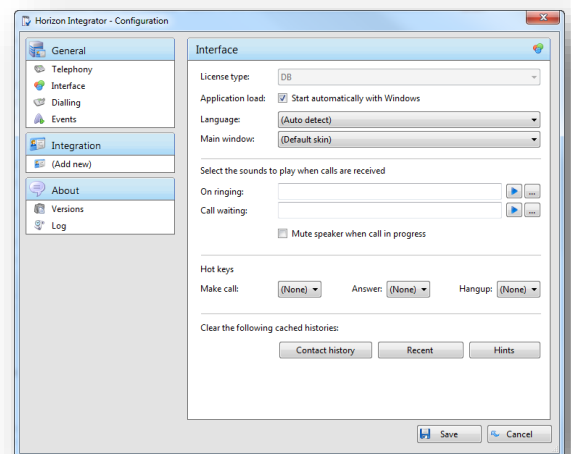 Horizon Integrator - Configuration
General
Telephony
Interface
Dialling
Events
Integration
(Add new)
About
Versions
Log
Interface
License type: DB
Application load: Start automatically with Windows
Language: (Auto detect)
Main window: (Default skin)
Select the sounds to play when calls are received
On ringing: ...
Call waiting: ...
Mute speaker when call in progress
Hot keys
Make call: (None) Answer: (None) Hangup: (None)
Clear the following cached histories:
Contact history Recent Hints
Save Cancel